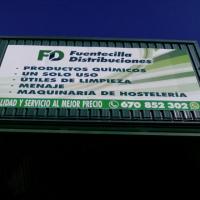 FD Fuentecilla
Distribuciones
- PRODUCTOS QUÍMICOS
- UN SOLO USO
- ÚTILES DE LIMPIEZA
- MENAJE
- MAQUINARIA DE HOSTELERÍA
LIDAD Y SERVICIO AL MEJOR PRECIO 670 852 302